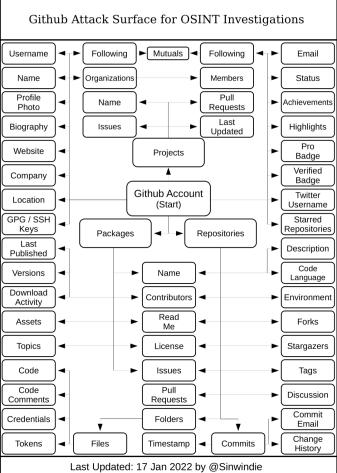 Github Attack Surface for OSINT Investigations
Username
Following
Mutuals
Following
Email
Name
Organizations
Members
Status
Profile
Photo
Name
Pull
Requests
Achievements
Biography
Issues
Last
Updated
Highlights
Website
Projects
Pro
Badge
Company
Verified
Badge
Location
Github Account
(Start)
Twitter
Username
GPG / SSH
Keys
Packages
Repositories
Starred
Repositories
Last
Published
Description
Versions
Name
Code
Language
Download
Activity
Contributors
Environment
Assets
Read
Me
Forks
Topics
License
Stargazers
Code
Issues
Tags
Code
Comments
Pull
Requests
Discussion
Credentials
Folders
Commit
Email
Tokens
Files
Timestamp
Commits
Change
History
Last Updated: 17 Jan 2022 by @Sinwindie